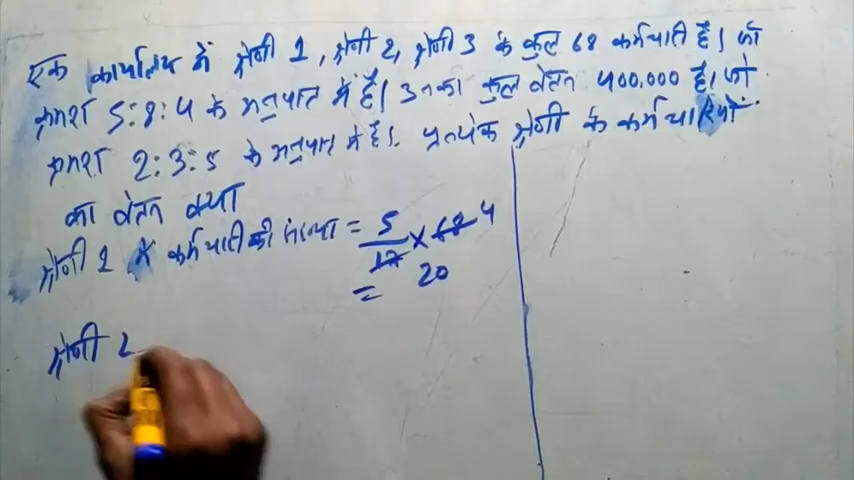 एक कार्यालय में श्रेणी 1, श्रेणी 2, श्रेणी 3 के कुल 68 कर्मचारी है। जो
क्रमश 5:8:4 के अनुपात में है। उनका कुल वेतन 400,000 है। जो
क्रमश 2:3:5 के अनुपात में है। प्रत्येक श्रेणी के कर्मचारियों
का वेतन क्या
श्रेणी 1 कर्मचारी की संख्या = 5/17 × 68 4
= 20
श्रेणी 2